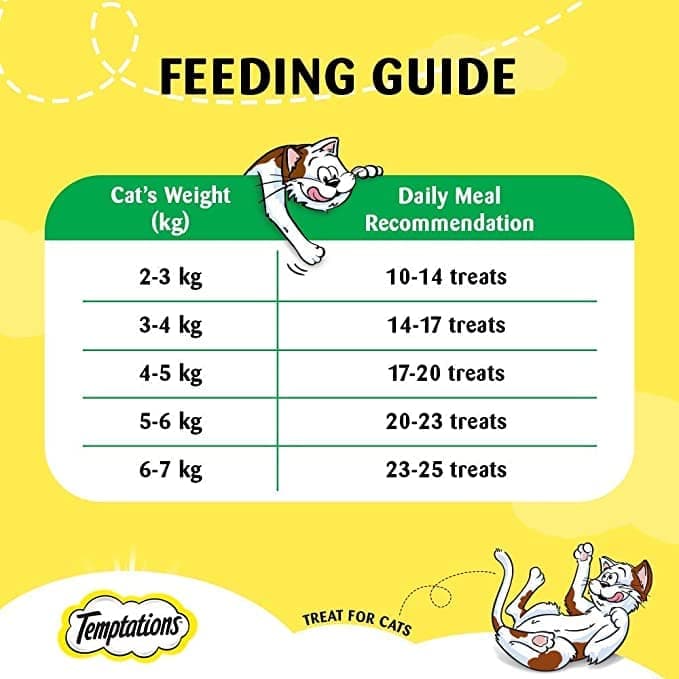 FEEDING GUIDE
Cat's Weight
(kg)
Daily Meal
Recommendation
2-3 kg
10-14 treats
3-4 kg
14-17 treats
4-5 kg
17-20 treats
5-6 kg
20-23 treats
6-7 kg
23-25 treats
Temptations
TREAT FOR CATS